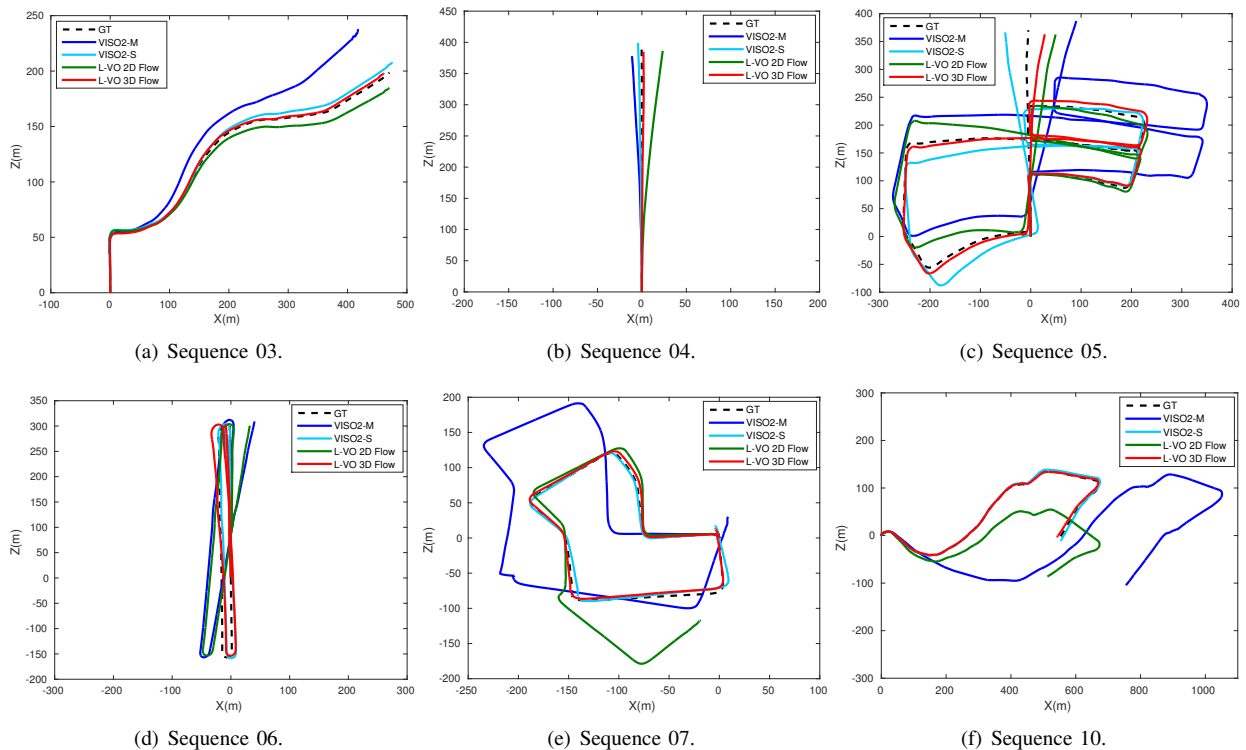 250
200
150
100
50
0
-100
0
100
200
300
400
500
Z(m)
X(m)
GT
VISO2-M
VISO2-S
L-VO 2D Flow
L-VO 3D Flow
(a) Sequence 03.
450
400
350
300
250
200
150
100
50
0
-200
-150
-100
-50
0
50
100
150
200
Z(m)
X(m)
GT
VISO2-M
VISO2-S
L-VO 2D Flow
L-VO 3D Flow
(b) Sequence 04.
400
350
300
250
200
150
100
50
0
-50
-100
-300
-200
-100
0
100
200
300
400
Z(m)
X(m)
GT
VISO2-M
VISO2-S
L-VO 2D Flow
L-VO 3D Flow
(c) Sequence 05.
350
300
250
200
150
100
50
0
-50
-100
-150
-200
-300
-200
-100
0
100
200
300
Z(m)
X(m)
GT
VISO2-M
VISO2-S
L-VO 2D Flow
L-VO 3D Flow
(d) Sequence 06.
200
150
100
50
0
-50
-100
-150
-200
-250
-200
-150
-100
-50
0
50
100
Z(m)
X(m)
GT
VISO2-M
VISO2-S
L-VO 2D Flow
L-VO 3D Flow
(e) Sequence 07.
300
200
100
0
-100
-200
-300
0
200
400
600
800
1000
Z(m)
X(m)
GT
VISO2-M
VISO2-S
L-VO 2D Flow
L-VO 3D Flow
(f) Sequence 10.